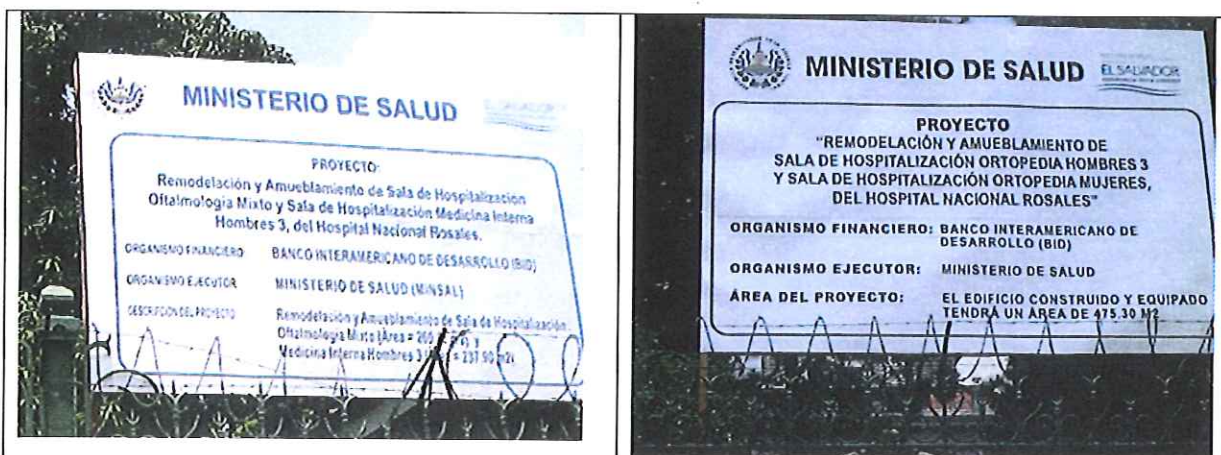 MINISTERIO DE SALUD
PROYECTO:
Remodelación y Amueblamiento de Sala de Hospitalización
Oftalmología Mixto y Sala de Hospitalización Medicina Interna
Hombres 3, del Hospital Nacional Rosales.
ORGANISMO FINANCIERO BANCO INTERAMERICANO DE DESARROLLO (BID)
ORGANISMO EJECUTOR MINISTERIO DE SALUD (MINSAL)
DESCRIPCION DEL PROYECTO Remodelación y Amueblamiento de Sala de Hospitalización
Oftalmología Mixto (Área = y
Medicina Interna Hombres 3 = 237.90 m2)
MINISTERIO DE SALUD
EL SALVADOR
PROYECTO
"REMODELACIÓN Y AMUEBLAMIENTO DE
SALA DE HOSPITALIZACIÓN ORTOPEDIA HOMBRES 3
Y SALA DE HOSPITALIZACIÓN ORTOPEDIA MUJERES,
DEL HOSPITAL NACIONAL ROSALES"
ORGANISMO FINANCIERO: BANCO INTERAMERICANO DE
DESARROLLO (BID)
ORGANISMO EJECUTOR: MINISTERIO DE SALUD
ÁREA DEL PROYECTO: EL EDIFICIO CONSTRUIDO Y EQUIPADO
TENDRÁ UN ÁREA DE 475.30 M2